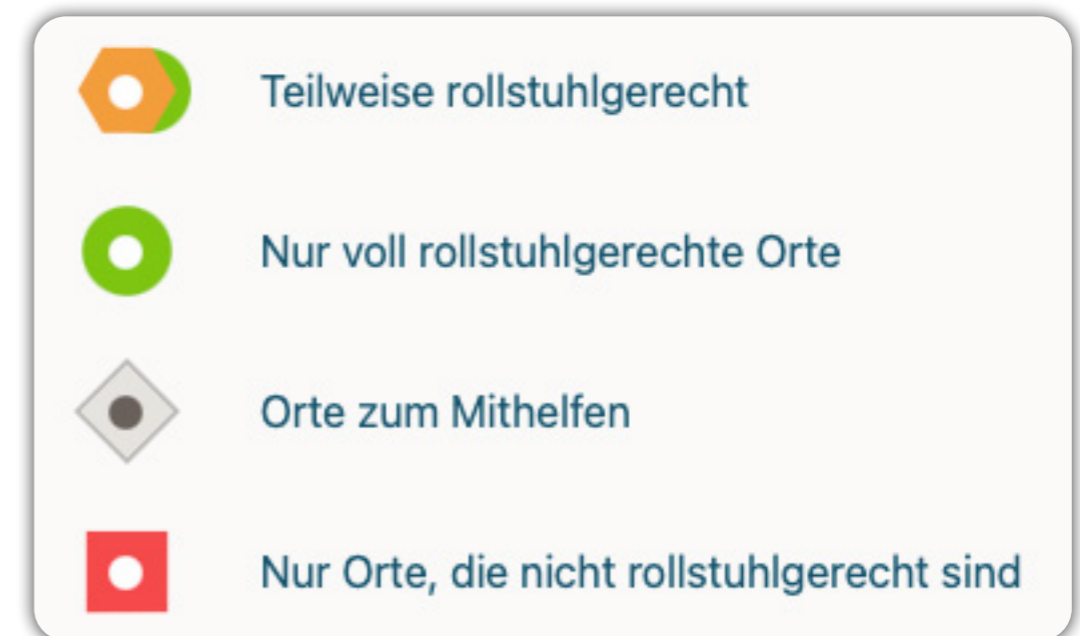 Teilweise rollstuhlgerecht
Nur voll rollstuhlgerechte Orte
Orte zum Mithelfen
Nur Orte, die nicht rollstuhlgerecht sind